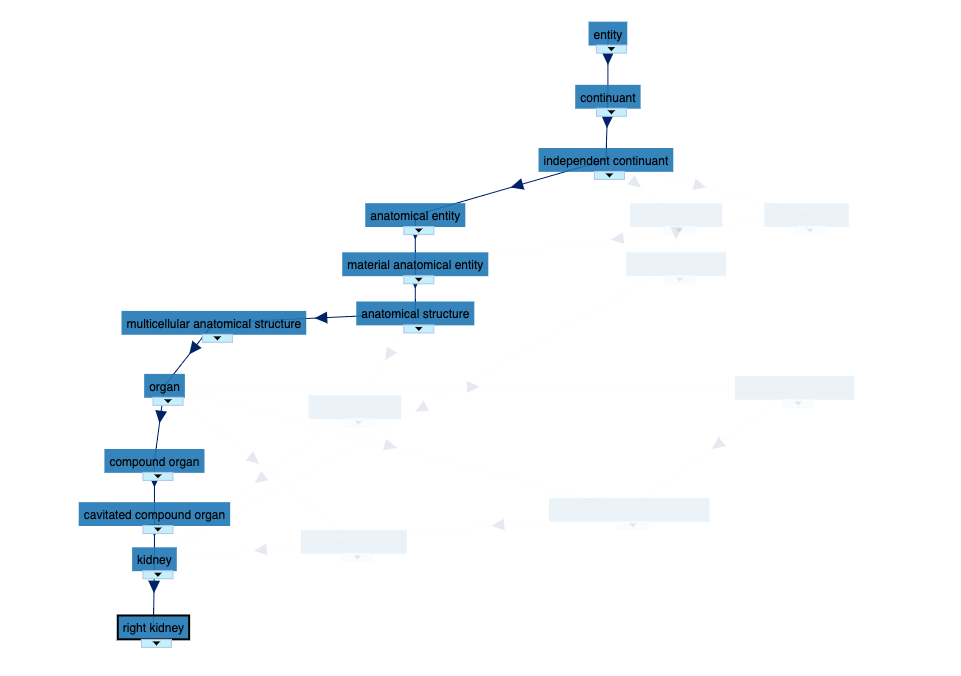 entity
continuant
independent continuant
anatomical entity
material anatomical entity
anatomical structure
multicellular anatomical structure
organ
compound organ
cavitated compound organ
kidney
right kidney